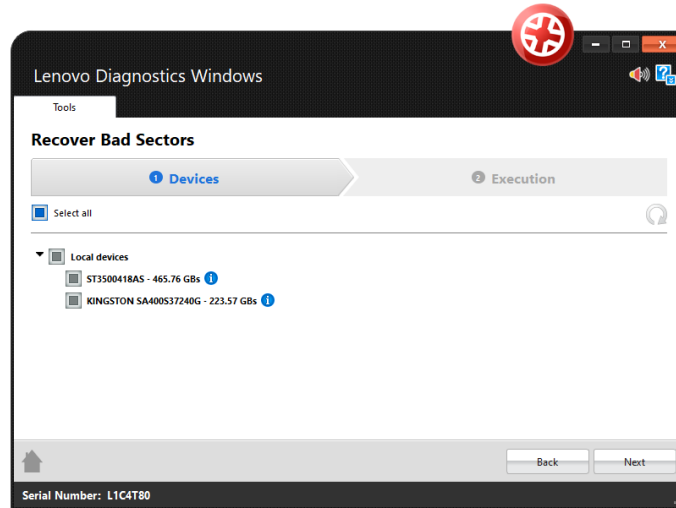 Lenovo Diagnostics Windows
Tools
Recover Bad Sectors
1 Devices
2 Execution
Select all
Local devices
ST3500418AS - 465.76 GBs
KINGSTON SA400S37240G - 223.57 GBs
Back
Next
Serial Number: L1C4T80